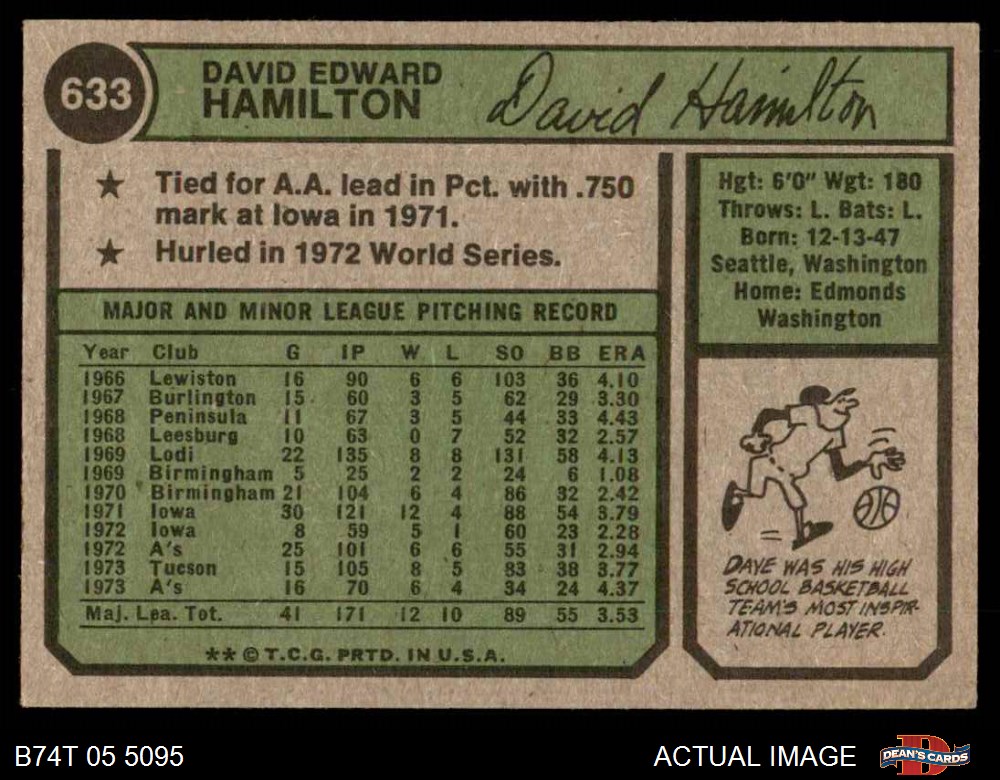 633
DAVID EDWARD
HAMILTON
David Hamilton
★ Tied for A.A. lead in Pct. with .750
mark at Iowa in 1971.
★ Hurled in 1972 World Series.
Hgt: 6'0" Wgt: 180
Throws: L. Bats: L.
Born: 12-13-47
Seattle, Washington
Home: Edmonds
Washington
MAJOR AND MINOR LEAGUE PITCHING RECORD
Year Club G IP W L SO BB ERA
1966 Lewiston 16 90 6 6 103 36 4.10
1967 Burlington 15 60 3 5 62 29 3.30
1968 Peninsula 11 67 3 5 44 33 4.43
1968 Leesburg 10 63 0 7 52 32 2.57
1969 Lodi 22 135 8 8 131 58 4.13
1969 Birmingham 5 25 2 2 24 6 1.08
1970 Birmingham 21 104 6 4 86 32 2.42
1971 Iowa 30 121 12 4 88 54 3.79
1972 Iowa 8 59 5 1 60 23 2.28
1972 A's 25 101 6 6 55 31 2.94
1973 Tucson 15 105 8 5 83 38 3.77
1973 A's 16 70 6 4 34 24 4.37
Maj. Lea. Tot. 41 171 12 10 89 55 3.53
** © T.C.G. PRTD. IN U.S.A.
DAVE WAS HIS HIGH
SCHOOL BASKETBALL
TEAM'S MOST INSPIR-
ATIONAL PLAYER.
B74T 05 5095
ACTUAL IMAGE
DEAN'S CARDS